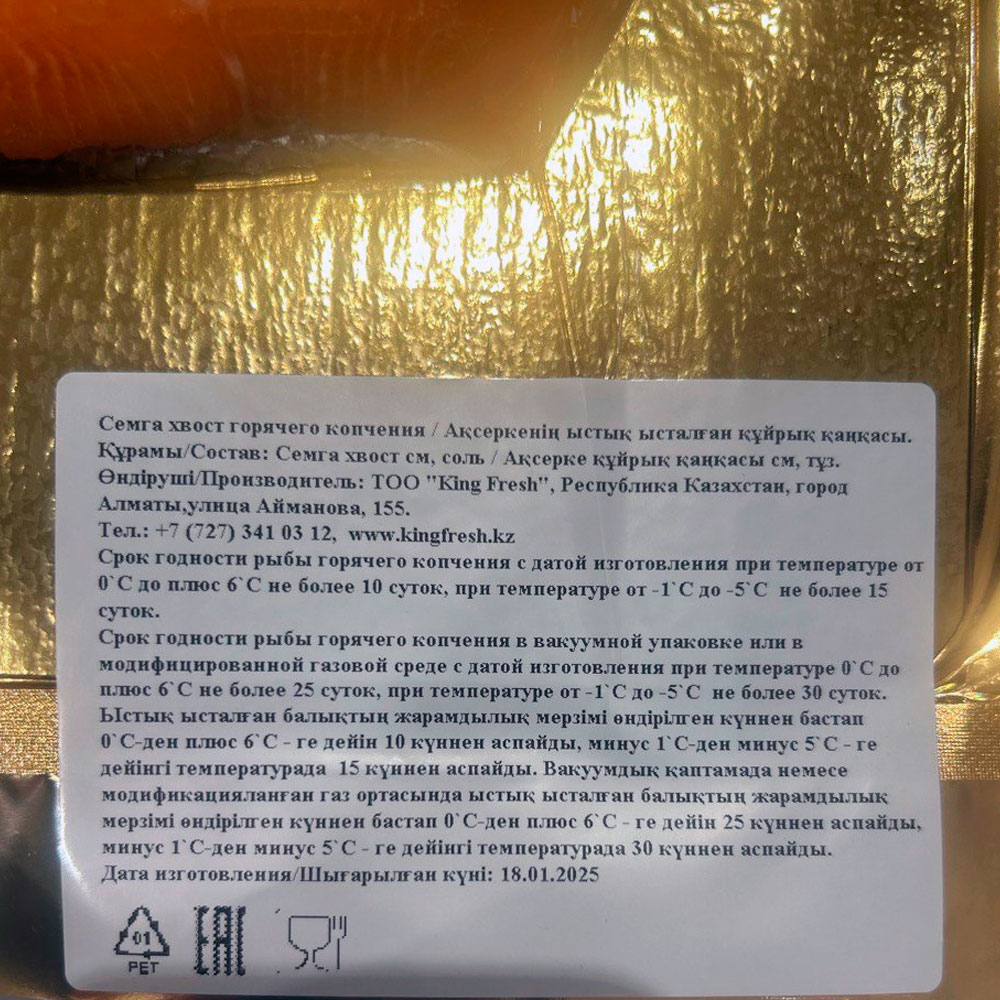 Семга хвост горячего копчения / Ақсеркенің ыстық ысталған құйрық қаңқасы.
Құрамы/Состав: Семга хвост см, соль / Ақсерке құйрық қаңқасы см, тұз.
Өндіруші/Производитель: ТОО "King Fresh", Республика Казахстан, город
Алматы,улица Айманова, 155.
Тел.: +7 (727) 341 03 12, www.kingfresh.kz
Срок годности рыбы горячего копчения с датой изготовления при температуре от
0`С до плюс 6`С не более 10 суток, при температуре от -1`С до -5`С не более 15
суток.
Срок годности рыбы горячего копчения в вакуумной упаковке или в
модифицированной газовой среде с датой изготовления при температуре 0`С до
плюс 6`С не более 25 суток, при температуре от -1`С до -5`С не более 30 суток.
Ыстық ысталған балықтың жарамдылық мерзімі өндірілген күннен бастап
0`С-ден плюс 6`С - ге дейін 10 күннен аспайды, минус 1`С-ден минус 5`С - ге
дейінгі температурада 15 күннен аспайды. Вакуумдық қаптамада немесе
модификацияланған газ ортасында ыстық ысталған балықтың жарамдылық
мерзімі өндірілген күннен бастап 0`С-ден плюс 6`С - ге дейін 25 күннен аспайды,
минус 1`С-ден минус 5`С - ге дейінгі температурада 30 күннен аспайды.
Дата изготовления/Шығарылған күні: 18.01.2025
01 EAC
PET